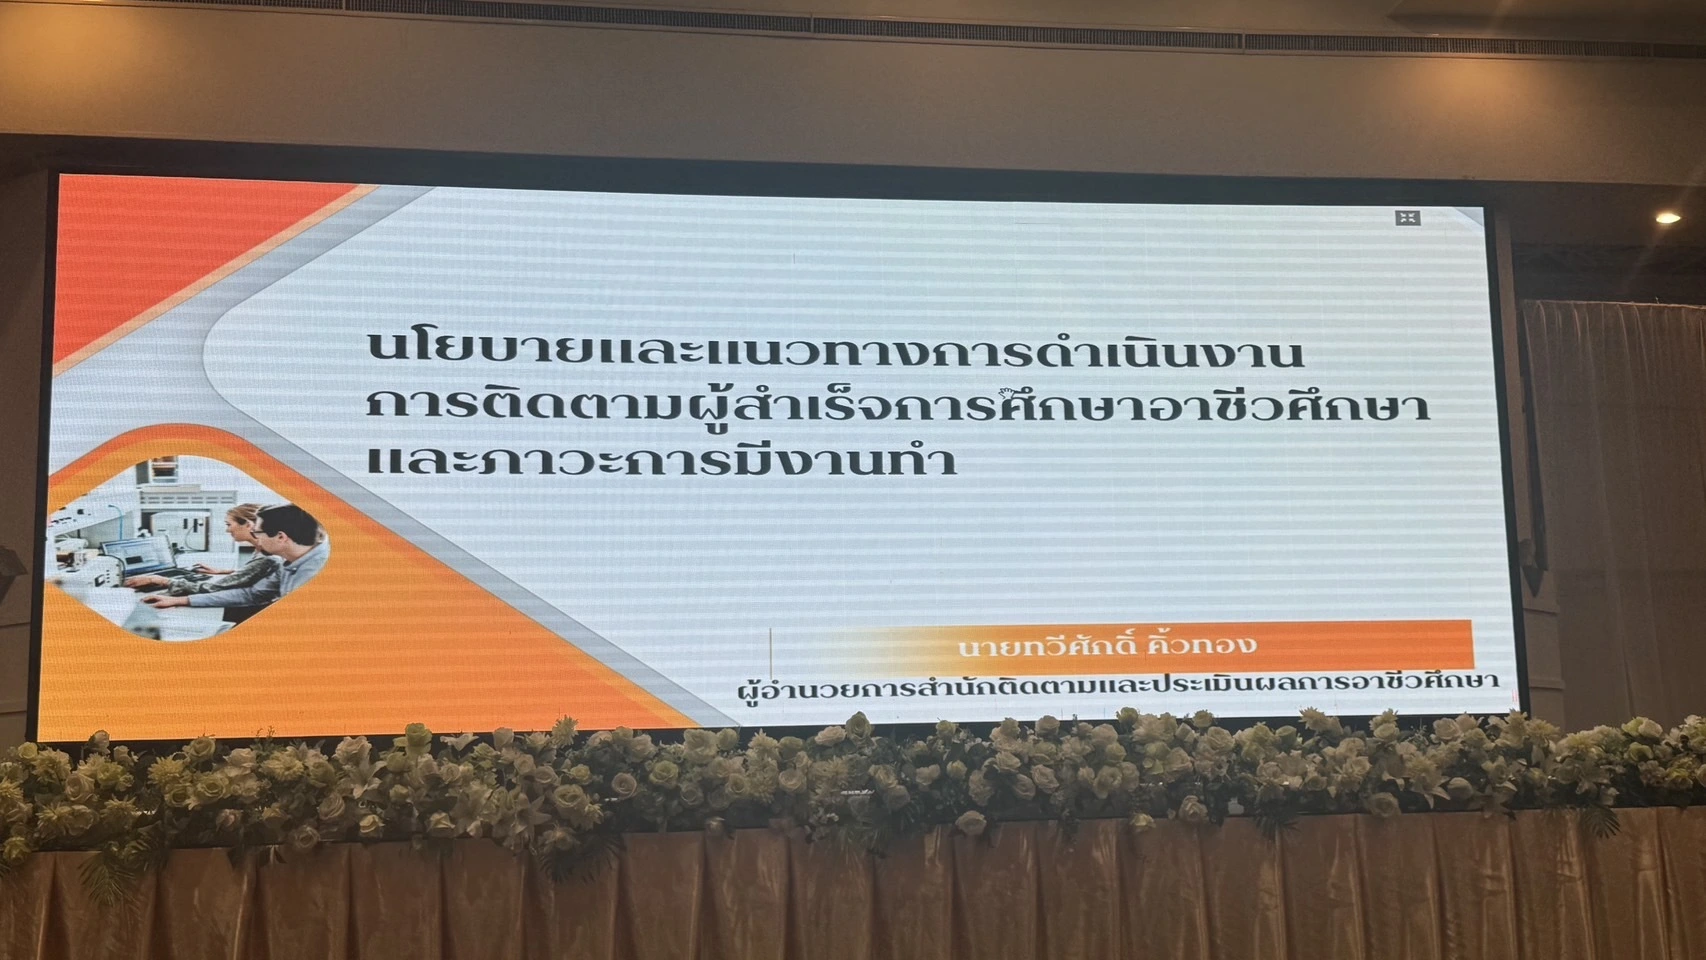 นโยบายและแนวทางการดำเนินงาน
การติดตามผู้สำเร็จการศึกษาอาชีวศึกษา
และภาวะการมีงานทำ
นายทวีศักดิ์ คิ้วทอง
ผู้อำนวยการสำนักติดตามและประเมินผลการอาชีวศึกษา